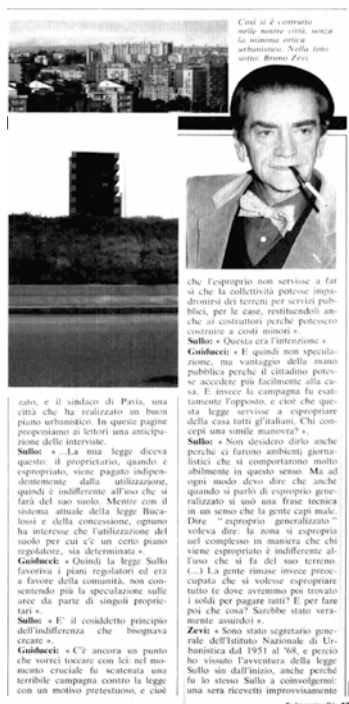 Così si è costruito
nelle nostre città, senza
la minima ottica
urbanistica. Nella foto
sotto: Bruno Zevi
zato, e il sindaco di Pavia, una
città che ha realizzato un buon
piano urbanistico. In queste pagine
proponiamo ai lettori una anticipa-
zione delle interviste.
Sullo: « ...La mia legge diceva
questo: il proprietario, quando è
espropriato, viene pagato indipen-
dentemente dalla utilizzazione,
quindi è indifferente all'uso che si
farà del suo suolo. Mentre con il
sistema attuale della legge Buca-
lossi e della concessione, ognuno
ha interesse che l'utilizzazione del
suolo per cui c'è un certo piano
regolatore, sia determinata ».
Guiducci: « Quindi la legge Sullo
favoriva i piani regolatori ed era
a favore della comunità, non con-
sentendo più la speculazione sulle
aree da parte di singoli proprie-
tari ».
Sullo: « E' il cosiddetto principio
dell'indifferenza che bisognava
creare ».
Guiducci: « C'è ancora un punto
che vorrei toccare con lei: nel mo-
mento cruciale fu scatenata una
terribile campagna contro la legge
con un motivo pretestuoso, e cioè
che l'esproprio non servisse a far
sì che la collettività potesse impa-
dronirsi dei terreni per servizi pub-
blici, per le case, restituendoli an-
che ai costruttori perché potessero
costruire a costi minori ».
Sullo: « Questa era l'intenzione ».
Guiducci: « E quindi non specula-
zione, ma vantaggio della mano
pubblica perché il cittadino potes-
se accedere più facilmente alla ca-
sa. E invece la campagna fu esat-
tamente l'opposto, e cioè che que-
sta legge servisse a espropriare
della casa tutti gl'italiani. Chi con-
cepì una simile manovra? ».
Sullo: « Non desidero dirlo anche
perché ci furono ambienti giorna-
listici che si comportarono molto
abilmente in questo senso. Ma ad
ogni modo devo dire che anche
quando si parlò di esproprio gene-
ralizzato si usò una frase tecnica
in un senso che la gente capì male.
Dire "esproprio generalizzato"
voleva dire: la zona si espropria
nel complesso in maniera che chi
viene espropriato è indifferente al-
l'uso che si fa del suo terreno.
(...) La gente rimase invece preoc-
cupata che si volesse espropriare
tutto (e dove avremmo poi trovato
i soldi per pagare tutti? E per fare
poi che cosa? Sarebbe stato vera-
mente assurdo) ».
Zevi: « Sono stato segretario gene-
rale dell'Istituto Nazionale di Ur-
banistica dal 1951 al '68, e perciò
ho vissuto l'avventura della legge
Sullo sin dall'inizio, anche perché
fu lo stesso Sullo a coinvolgermi:
una sera ricevetti improvvisamente